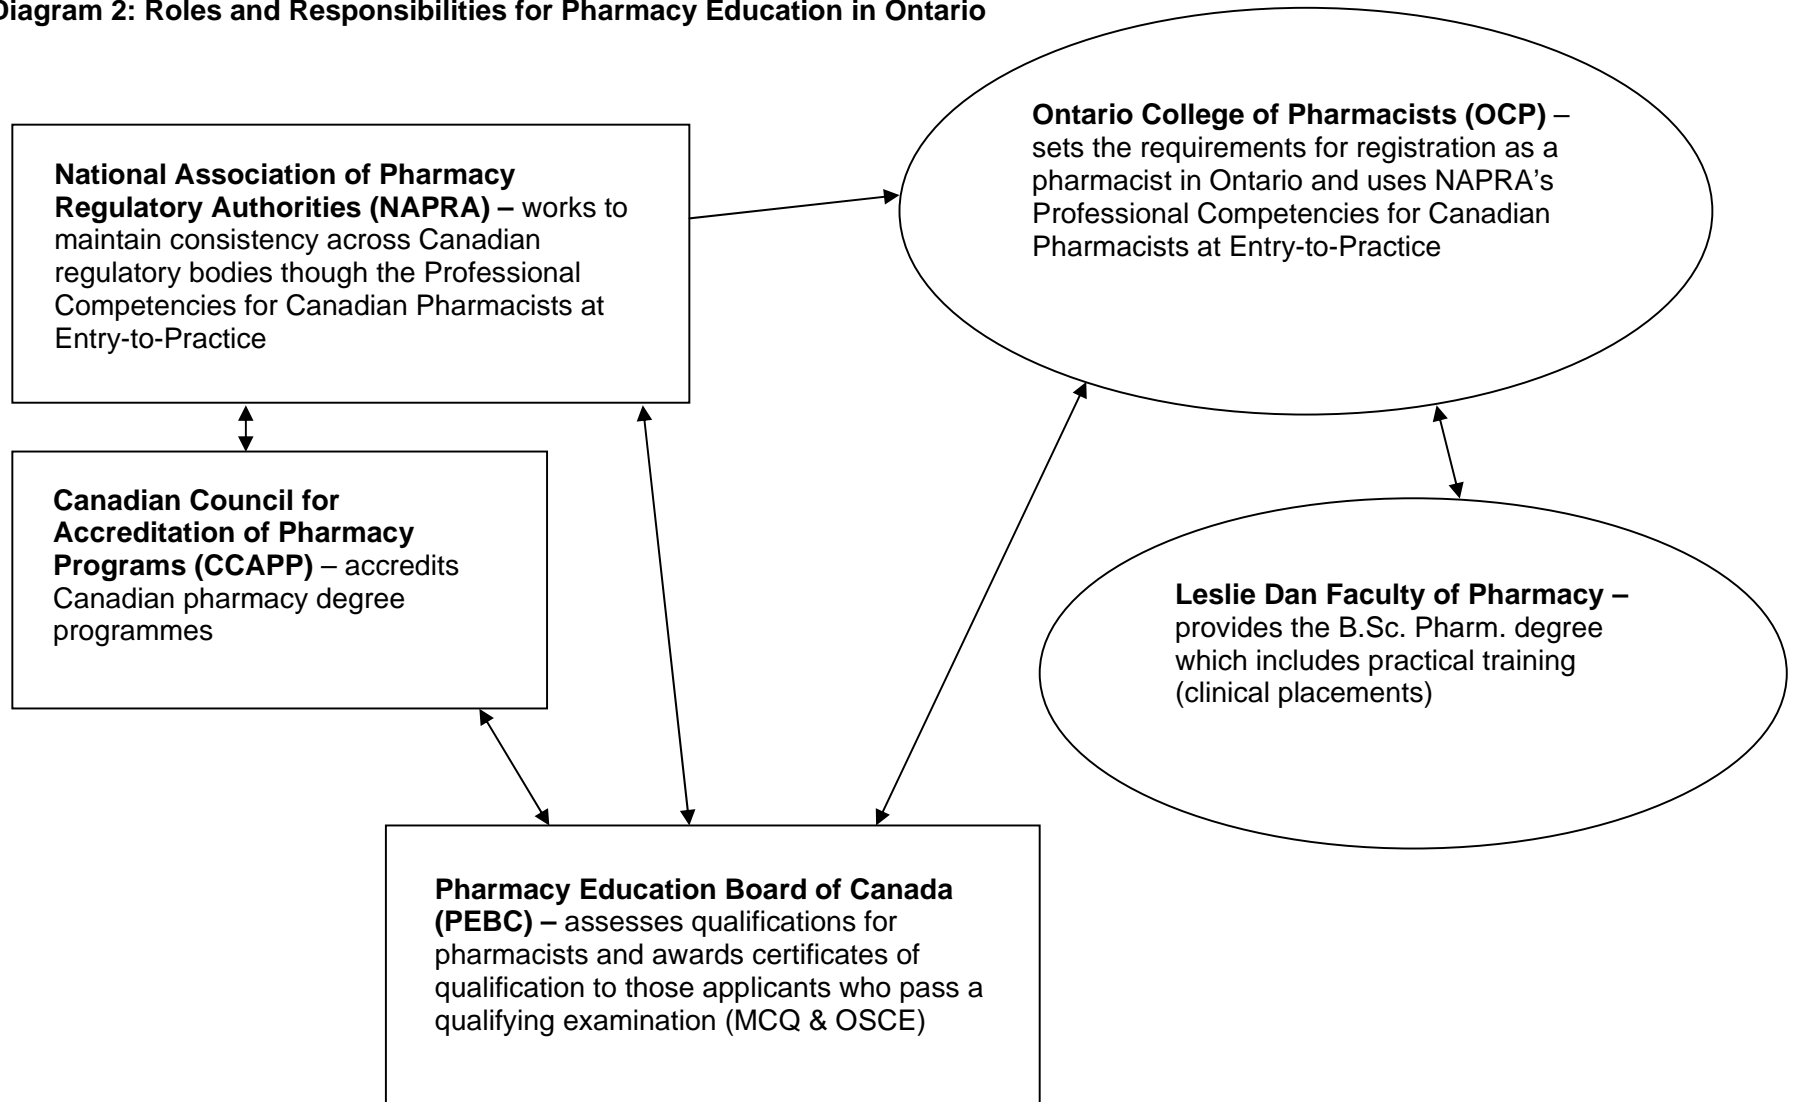 Diagram 2: Roles and Responsibilities for Pharmacy Education in Ontario
National Association of Pharmacy
Regulatory Authorities (NAPRA) – works to
maintain consistency across Canadian
regulatory bodies though the Professional
Competencies for Canadian Pharmacists at
Entry-to-Practice
Ontario College of Pharmacists (OCP) –
sets the requirements for registration as a
pharmacist in Ontario and uses NAPRA’s
Professional Competencies for Canadian
Pharmacists at Entry-to-Practice
Canadian Council for
Accreditation of Pharmacy
Programs (CCAPP) – accredits
Canadian pharmacy degree
programmes
Leslie Dan Faculty of Pharmacy –
provides the B.Sc. Pharm. degree
which includes practical training
(clinical placements)
Pharmacy Education Board of Canada
(PEBC) – assesses qualifications for
pharmacists and awards certificates of
qualification to those applicants who pass a
qualifying examination (MCQ & OSCE)